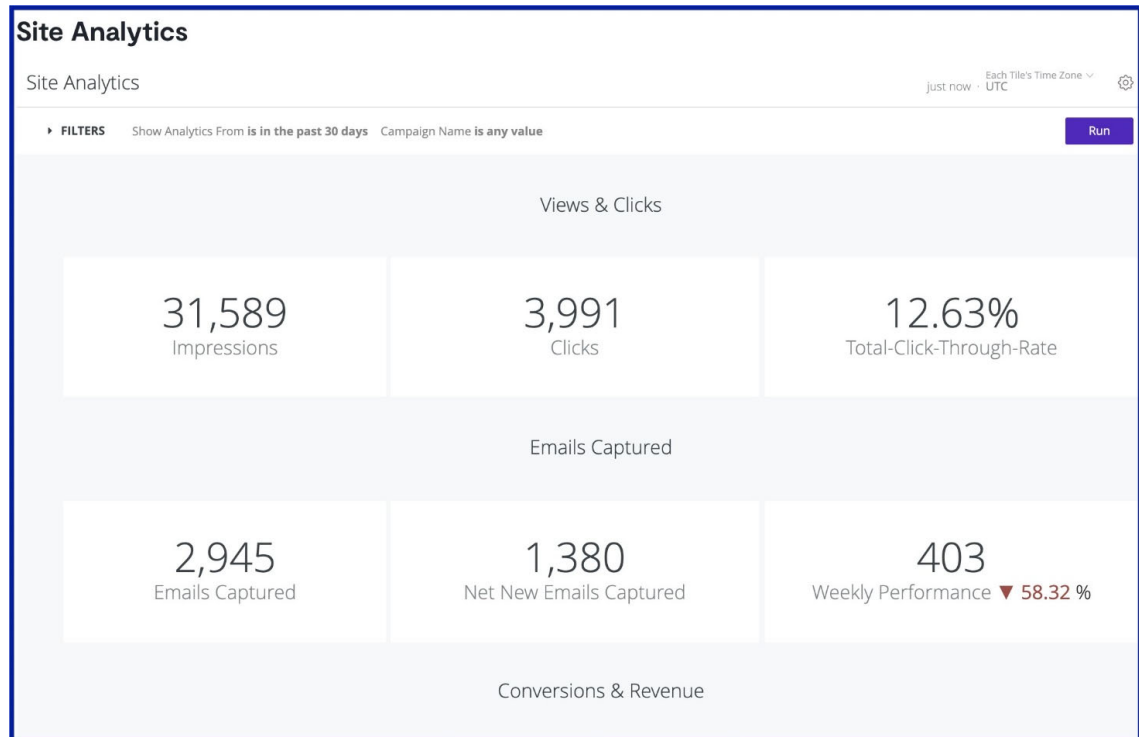 Site Analytics
Site Analytics
Each Tile's Time Zone
just now · UTC
FILTERS Show Analytics From is in the past 30 days Campaign Name is any value
Run
Views & Clicks
31,589
Impressions
3,991
Clicks
12.63%
Total-Click-Through-Rate
Emails Captured
2,945
Emails Captured
1,380
Net New Emails Captured
403
Weekly Performance ▼ 58.32 %
Conversions & Revenue